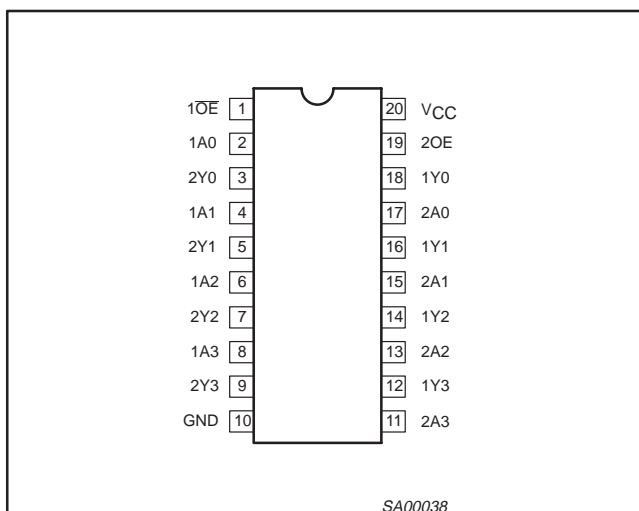 1O̅E̅ 1 20 VCC
1A0 2 19 2OE
2Y0 3 18 1Y0
1A1 4 17 2A0
2Y1 5 16 1Y1
1A2 6 15 2A1
2Y2 7 14 1Y2
1A3 8 13 2A2
2Y3 9 12 1Y3
GND 10 11 2A3
SA00038